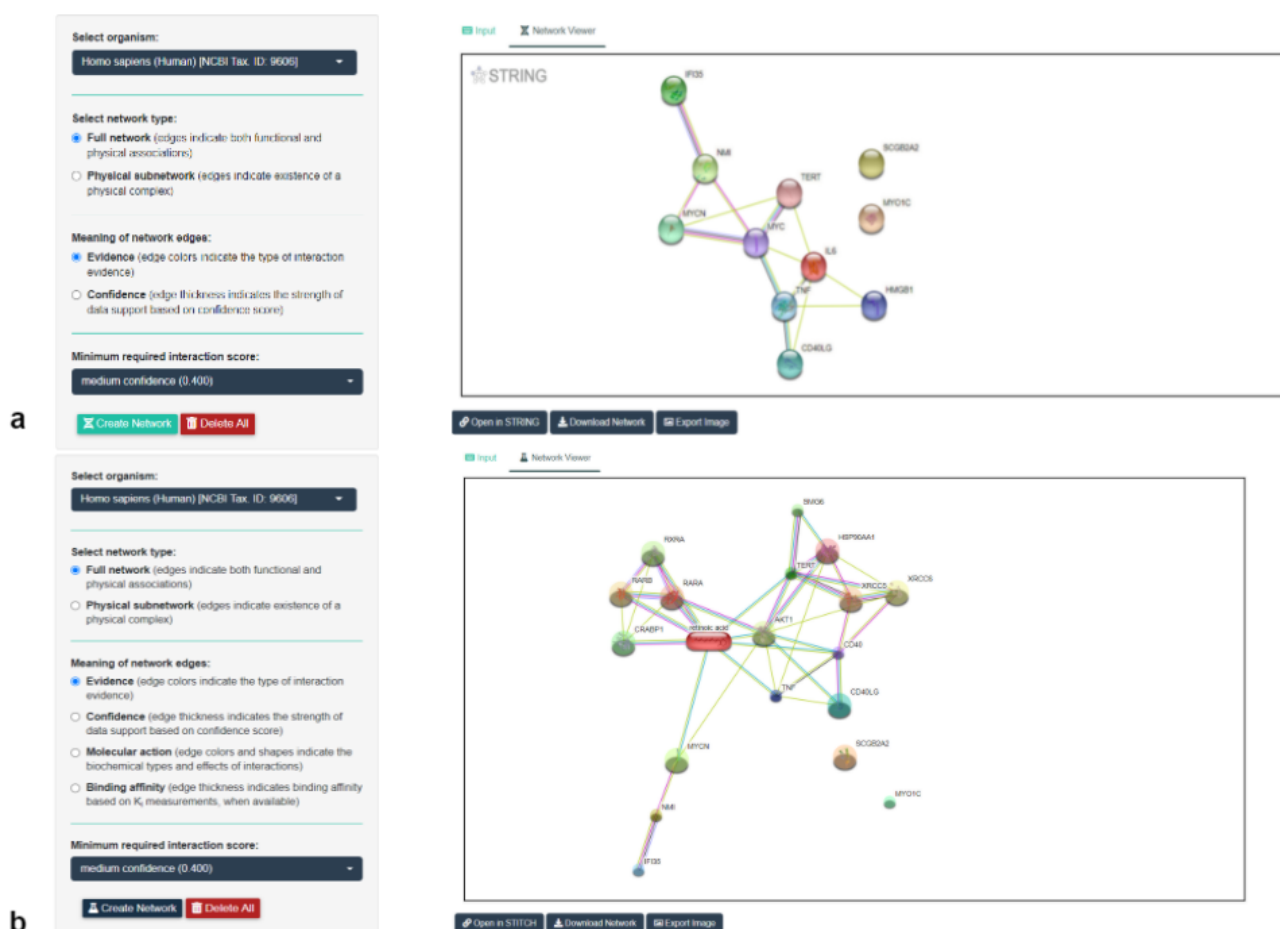 Select organism:
Homo sapiens (Human) [NCBI Tax. ID: 9606]
Select network type:
Full network (edges indicate both functional and
physical associations)
Physical subnetwork (edges indicate existence of a
physical complex)
Meaning of network edges:
Evidence (edge colors indicate the type of interaction
evidence)
Confidence (edge thickness indicates the strength of
data support based on confidence score)
Minimum required interaction score:
medium confidence (0.400)
Create Network Delete All
a
Input Network Viewer
STRING
IFI35
NMI
SCGB2A2
TERT
MYO1C
MYCN
MYC
IL6
TNF
HMGB1
CD40LG
Open in STRING Download Network Export Image
Select organism:
Homo sapiens (Human) [NCBI Tax. ID: 9606]
Select network type:
Full network (edges indicate both functional and
physical associations)
Physical subnetwork (edges indicate existence of a
physical complex)
Meaning of network edges:
Evidence (edge colors indicate the type of interaction
evidence)
Confidence (edge thickness indicates the strength of
data support based on confidence score)
Molecular action (edge colors and shapes indicate the
biochemical types and effects of interactions)
Binding affinity (edge thickness indicates binding affinity
based on Ki measurements, when available)
Minimum required interaction score:
medium confidence (0.400)
Create Network Delete All
b
Input Network Viewer
SMG6
RXRA
HSP90AA1
TERT
RARB
RARA
XRCC5
CRABP1
retinoic acid
AKT1
CD40
TNF
CD40LG
MYCN
SCGB2A2
MYO1C
NMI
IFI35
Open in STITCH Download Network Export Image